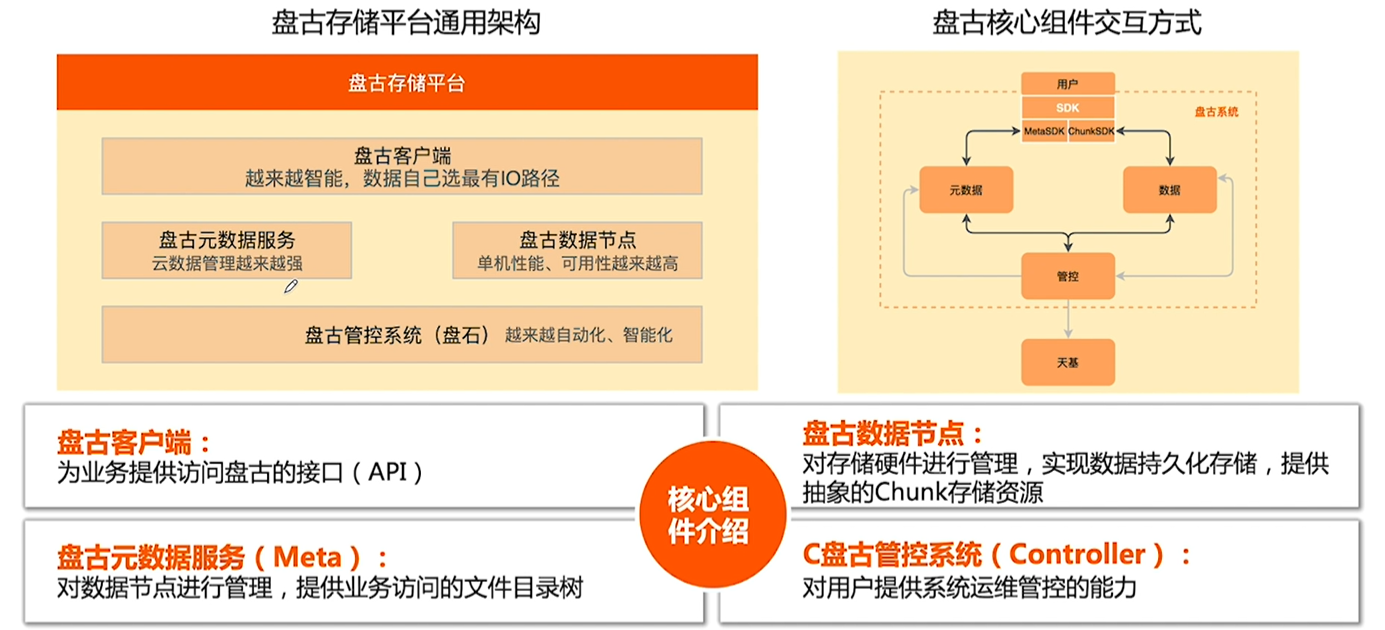 盘古存储平台通用架构
盘古存储平台
盘古客户端
越来越智能，数据自己选最有IO路径
盘古元数据服务
云数据管理越来越强
盘古数据节点
单机性能、可用性越来越高
盘古管控系统（盘石） 越来越自动化、智能化
盘古核心组件交互方式
用户
SDK
盘古系统
MetaSDK ChunkSDK
元数据
数据
管控
天基
盘古客户端：
为业务提供访问盘古的接口（API）
盘古数据节点：
对存储硬件进行管理，实现数据持久化存储，提供
抽象的Chunk存储资源
核心组
件介绍
盘古元数据服务（Meta）：
对数据节点进行管理，提供业务访问的文件目录树
C盘古管控系统（Controller）：
对用户提供系统运维管控的能力